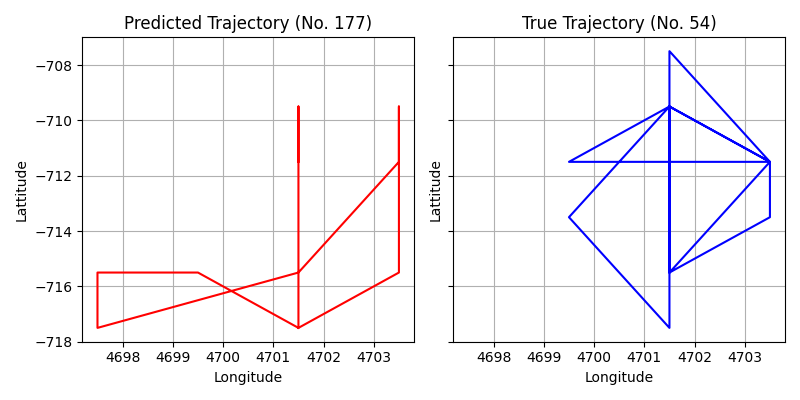 Predicted Trajectory (No. 177)
True Trajectory (No. 54)
−708
−710
−712
−714
−716
−718
Lattitude
Lattitude
4698 4699 4700 4701 4702 4703
4698 4699 4700 4701 4702 4703
Longitude
Longitude